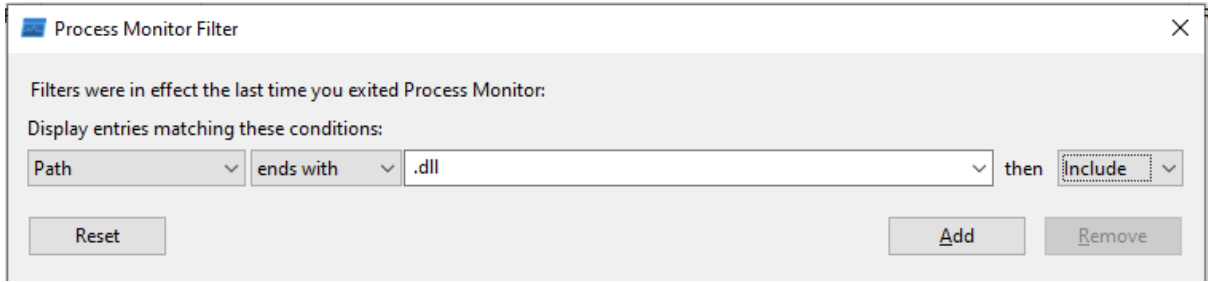 Process Monitor Filter
Filters were in effect the last time you exited Process Monitor:
Display entries matching these conditions:
Path ends with .dll then Include
Reset Add Remove